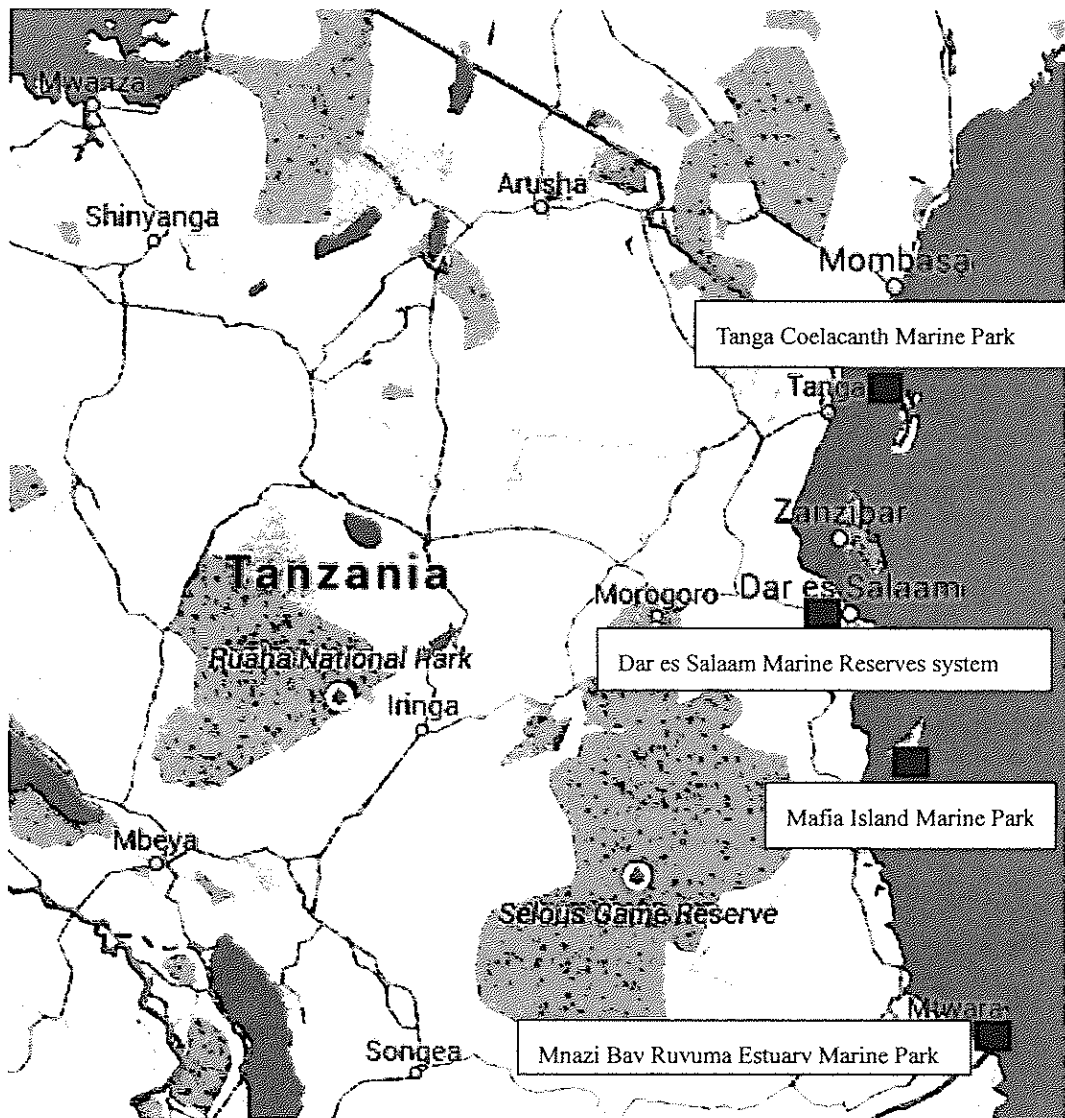 Mwanza
Arusha
Shinyanga
Mombasa
Tanga Coelacanth Marine Park
Tanga
Zanzibar
Tanzania
Morogoro
Dar es Salaam
Ruaha National Park
Dar es Salaam Marine Reserves system
Iringa
Mafia Island Marine Park
Mbeya
Selous Game Reserve
Mtwara
Mnazi Bay Ruvuma Estuary Marine Park
Songea